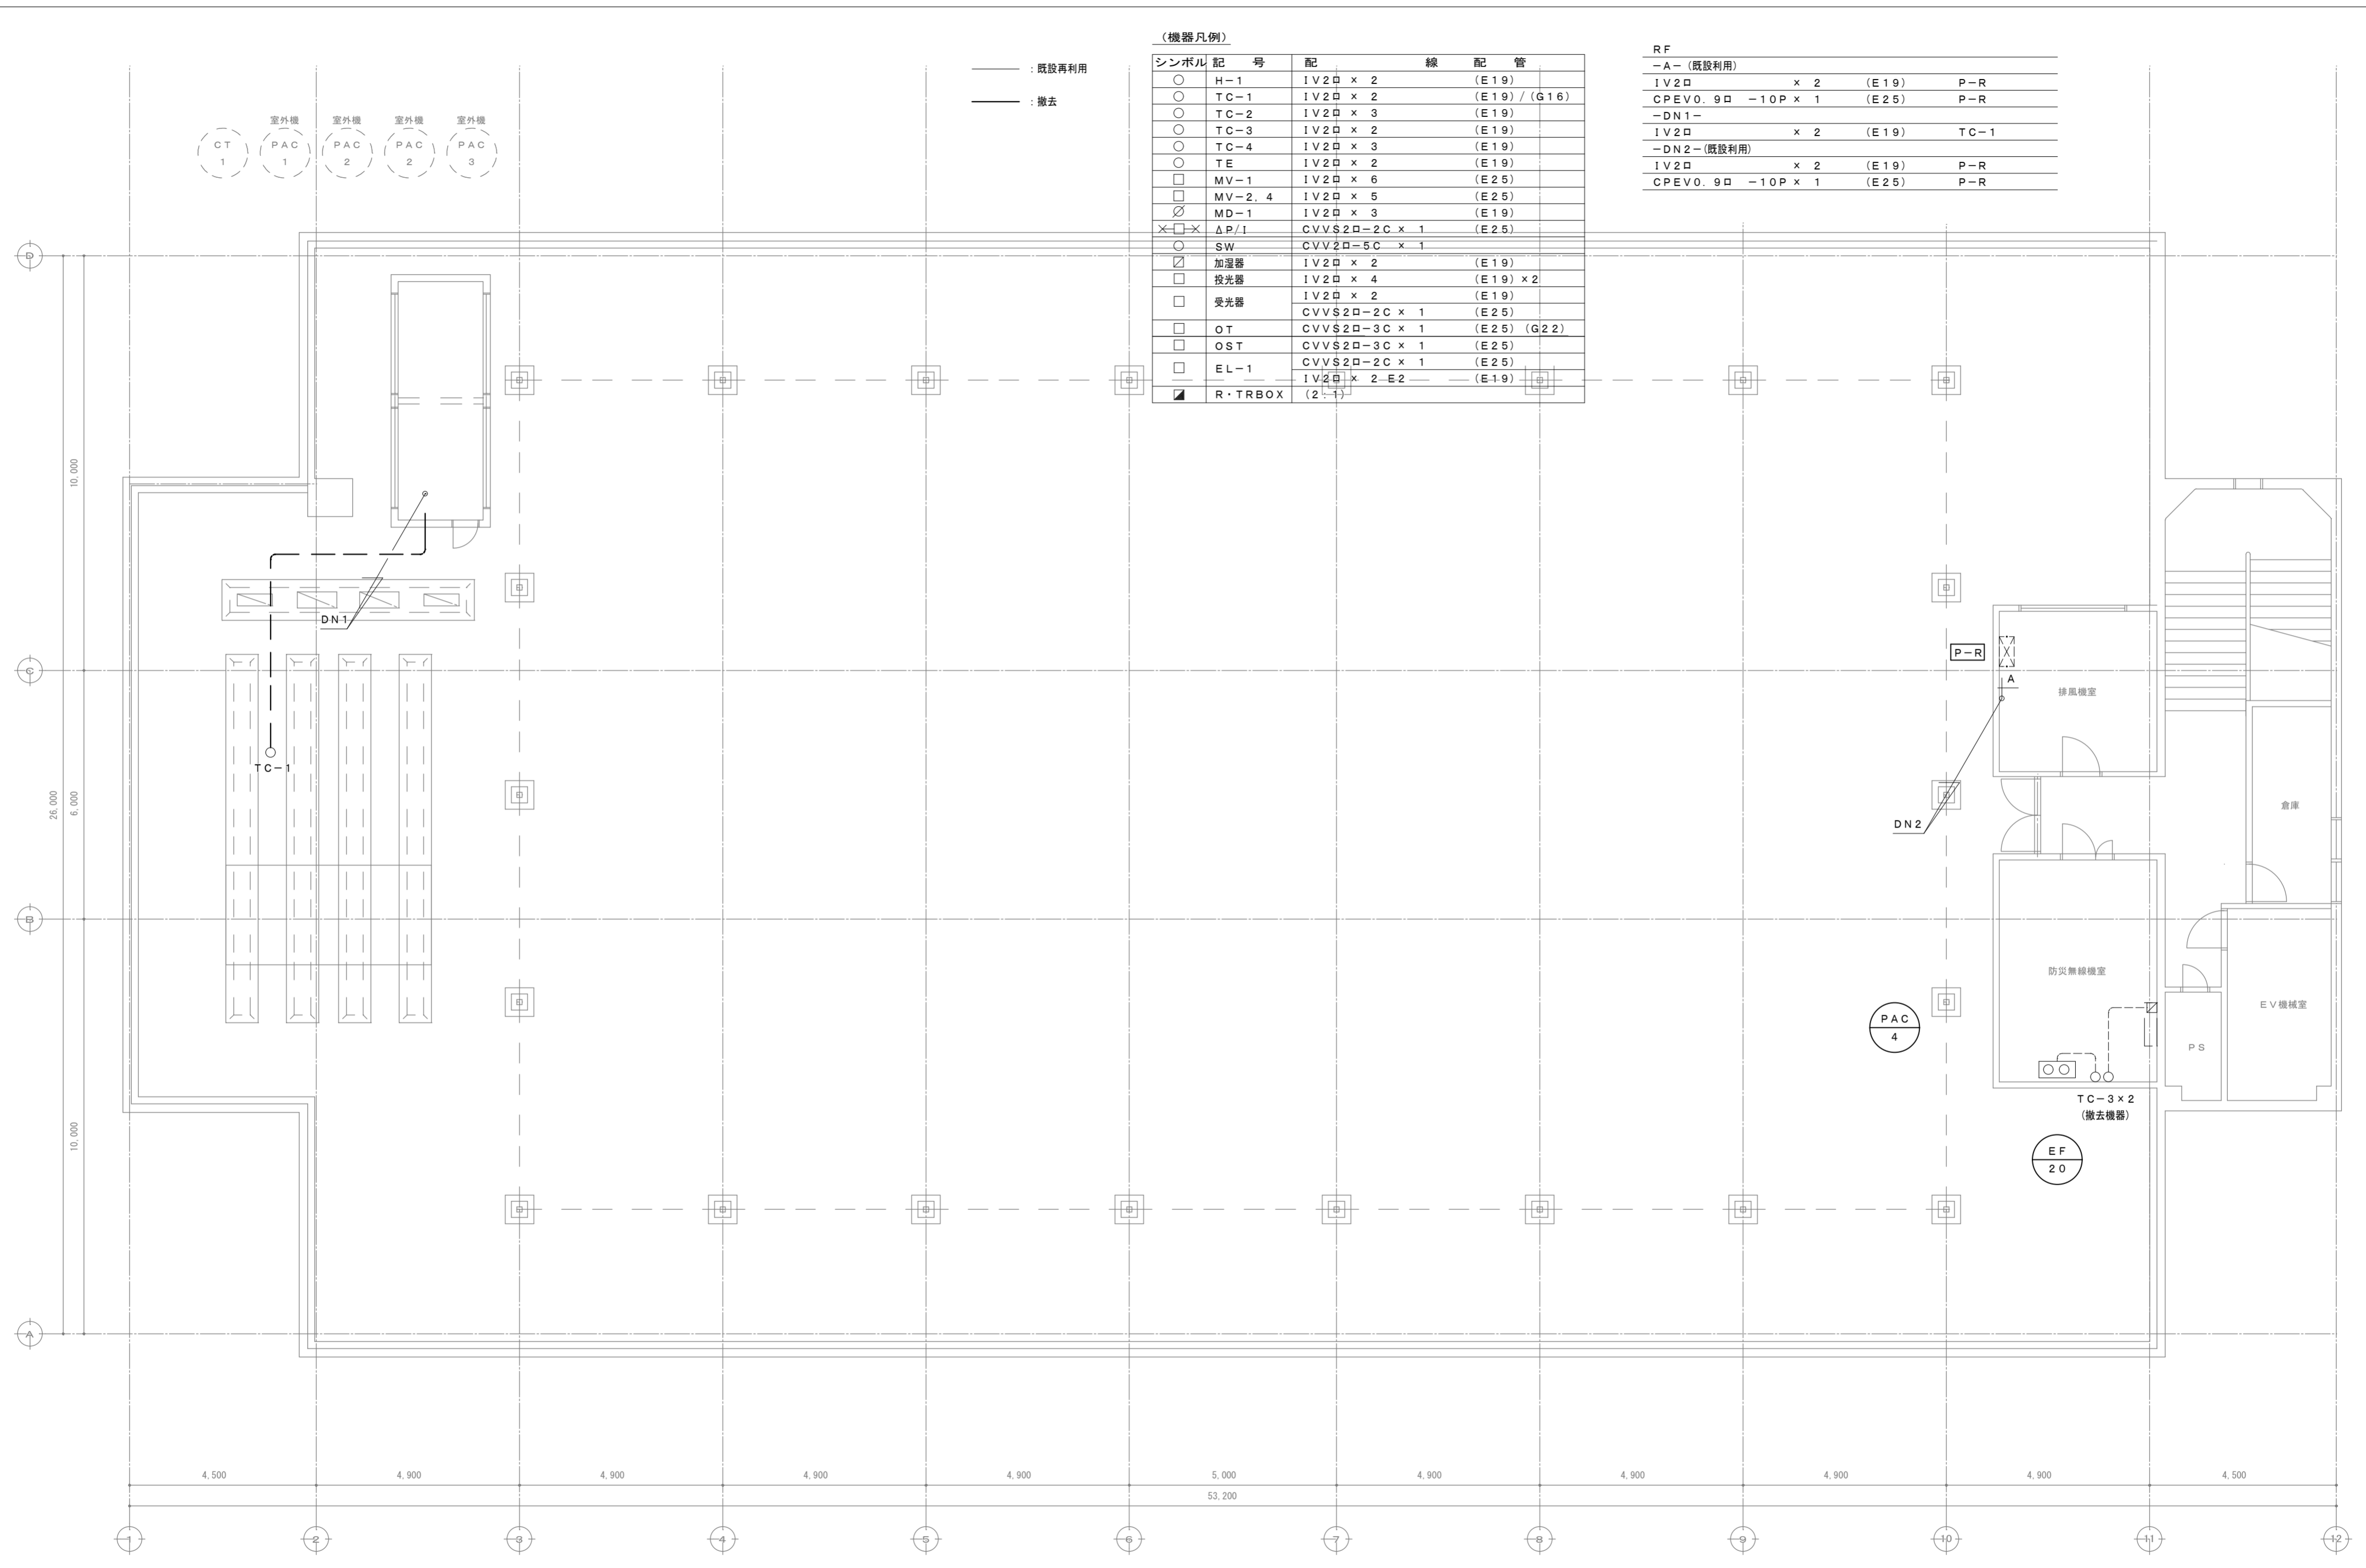 (機器凡例)
：既設再利用
：撤去
シンボル 記 号 配 線 配 管
H－1 IV2□ × 2 (E19)
TC－1 IV2□ × 2 (E19)/(G16)
TC－2 IV2□ × 3 (E19)
TC－3 IV2□ × 2 (E19)
TC－4 IV2□ × 3 (E19)
TE IV2□ × 2 (E19)
MV－1 IV2□ × 6 (E25)
MV－2, 4 IV2□ × 5 (E25)
MD－1 IV2□ × 3 (E19)
ΔP/I CVVS2□－2C × 1 (E25)
SW CVV2□－5C × 1
加湿器 IV2□ × 2 (E19)
投光器 IV2□ × 4 (E19)×2
受光器 IV2□ × 2 (E19)
CVVS2□－2C × 1 (E25)
OT CVVS2□－3C × 1 (E25) (G22)
OST CVVS2□－3C × 1 (E25)
EL－1 CVVS2□－2C × 1 (E25)
IV2□ × 2 E2 (E19)
R・TRBOX (2：1)
RF
－A－(既設利用)
IV2□ × 2 (E19) P－R
CPEV0. 9□ －10P × 1 (E25) P－R
－DN1－
IV2□ × 2 (E19) TC－1
－DN2－(既設利用)
IV2□ × 2 (E19) P－R
CPEV0. 9□ －10P × 1 (E25) P－R
室外機 室外機 室外機 室外機
CT PAC PAC PAC PAC
1 1 2 2 3
D
10,000
DN1
C
P－R
A
排風機室
TC－1
26,000
6,000
倉庫
DN2
B
防災無線機室
EV機械室
PAC
4
PS
TC－3×2
(撤去機器)
10,000
EF
20
A
4,500 4,900 4,900 4,900 4,900 5,000 4,900 4,900 4,900 4,900 4,500
53,200
1 2 3 4 5 6 7 8 9 10 11 12